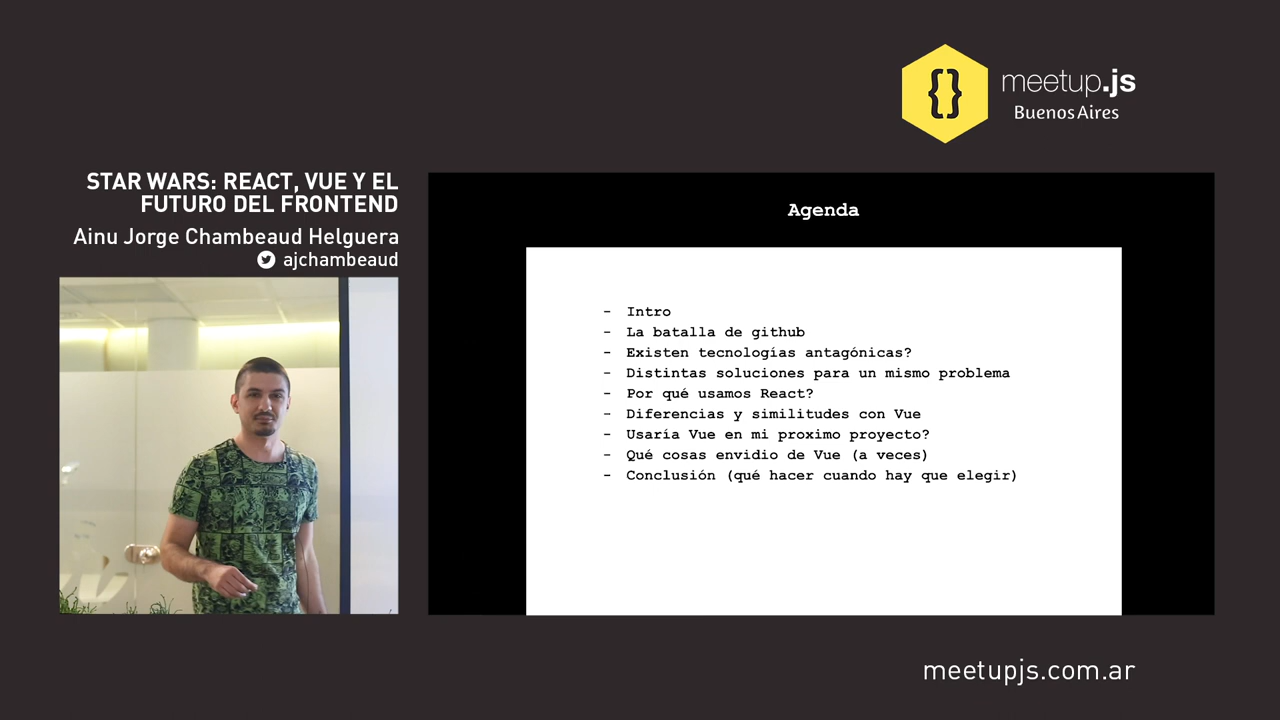 {}
meetup.js
Buenos Aires
STAR WARS: REACT, VUE Y EL
FUTURO DEL FRONTEND
Ainu Jorge Chambeaud Helguera
ajchambeaud
Agenda
- Intro
- La batalla de github
- Existen tecnologías antagónicas?
- Distintas soluciones para un mismo problema
- Por qué usamos React?
- Diferencias y similitudes con Vue
- Usaría Vue en mi proximo proyecto?
- Qué cosas envidio de Vue (a veces)
- Conclusión (qué hacer cuando hay que elegir)
meetupjs.com.ar